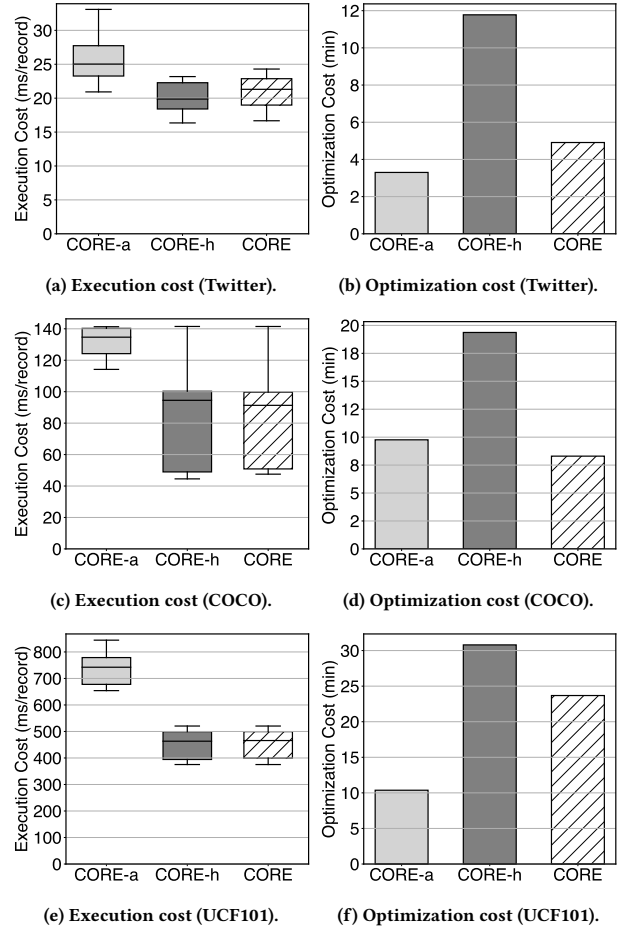 Execution Cost (ms/record)
30
25
20
15
10
5
0
CORE-a CORE-h CORE
Optimization Cost (min)
12
10
8
6
4
2
0
CORE-a CORE-h CORE
(a) Execution cost (Twitter).
(b) Optimization cost (Twitter).
Execution Cost (ms/record)
140
120
100
80
60
40
20
0
CORE-a CORE-h CORE
Optimization Cost (min)
20
18
15
12
10
8
5
2
0
CORE-a CORE-h CORE
(c) Execution cost (COCO).
(d) Optimization cost (COCO).
Execution Cost (ms/record)
800
700
600
500
400
300
200
100
0
CORE-a CORE-h CORE
Optimization Cost (min)
30
25
20
15
10
5
0
CORE-a CORE-h CORE
(e) Execution cost (UCF101).
(f) Optimization cost (UCF101).